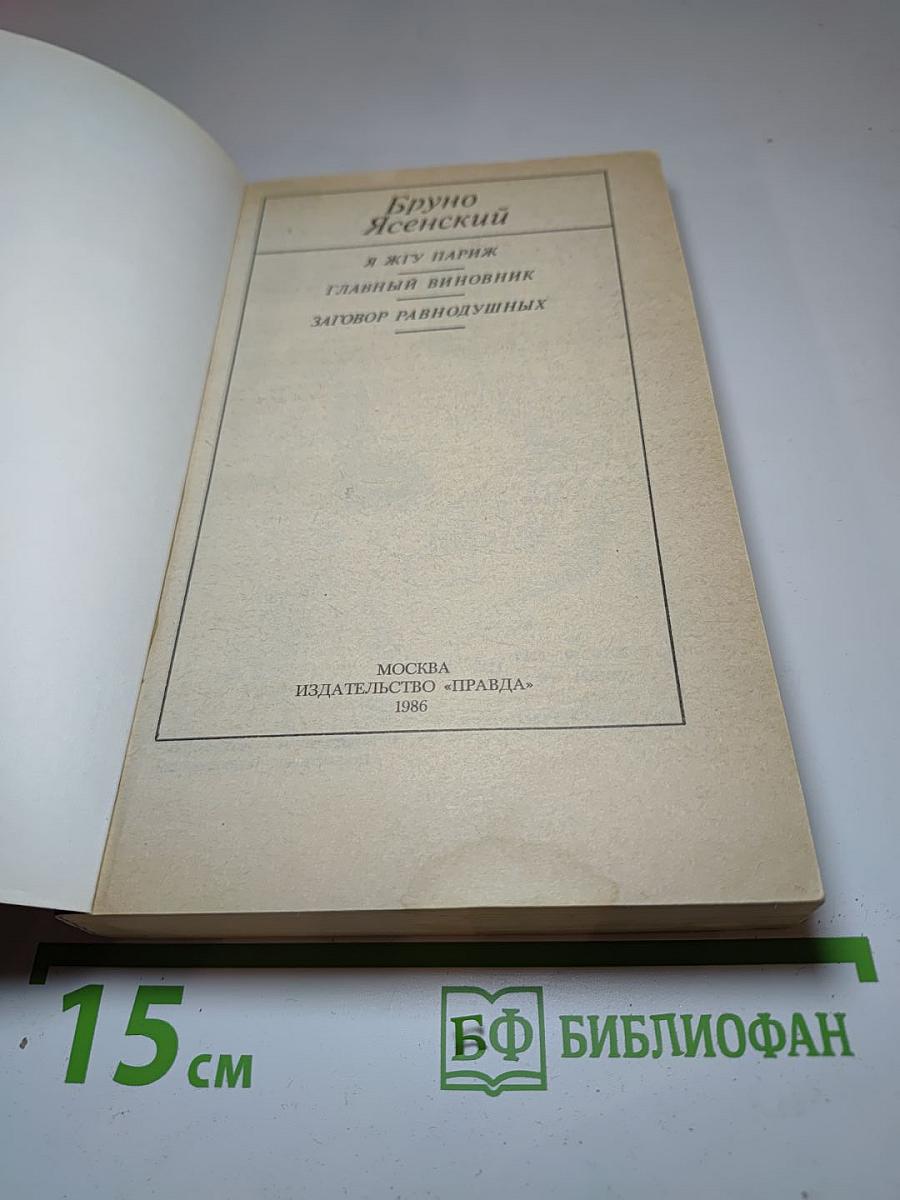 Бруно
Ясенский
Я ЖГУ ПАРИЖ
ГЛАВНЫЙ ВИНОВНИК
ЗАГОВОР РАВНОДУШНЫХ
МОСКВА
ИЗДАТЕЛЬСТВО «ПРАВДА»
1986
15 см
БФ БИБЛИОФАН